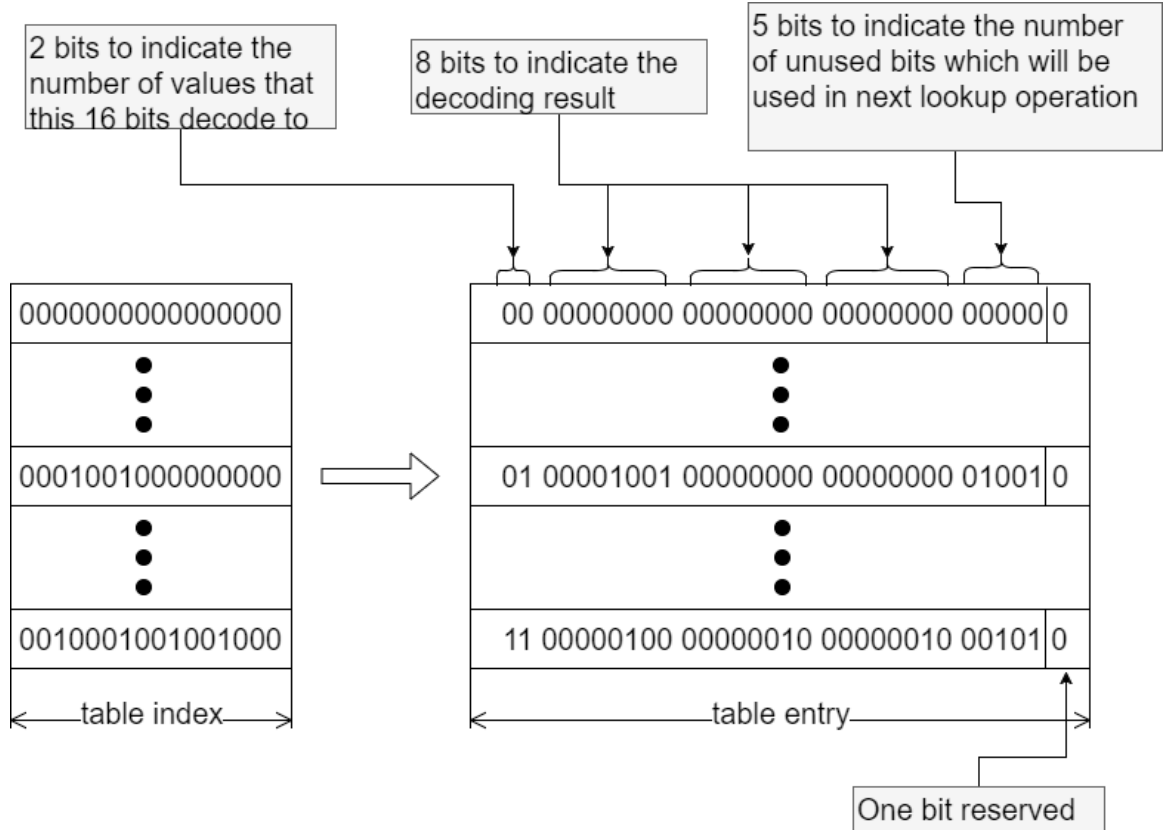 2 bits to indicate the
number of values that
this 16 bits decode to
8 bits to indicate the
decoding result
5 bits to indicate the number
of unused bits which will be
used in next lookup operation
0000000000000000
00 00000000 00000000 00000000 00000 0
0001001000000000
01 00001001 00000000 00000000 01001 0
0010001001001000
11 00000100 00000010 00000010 00101 0
table index
table entry
One bit reserved